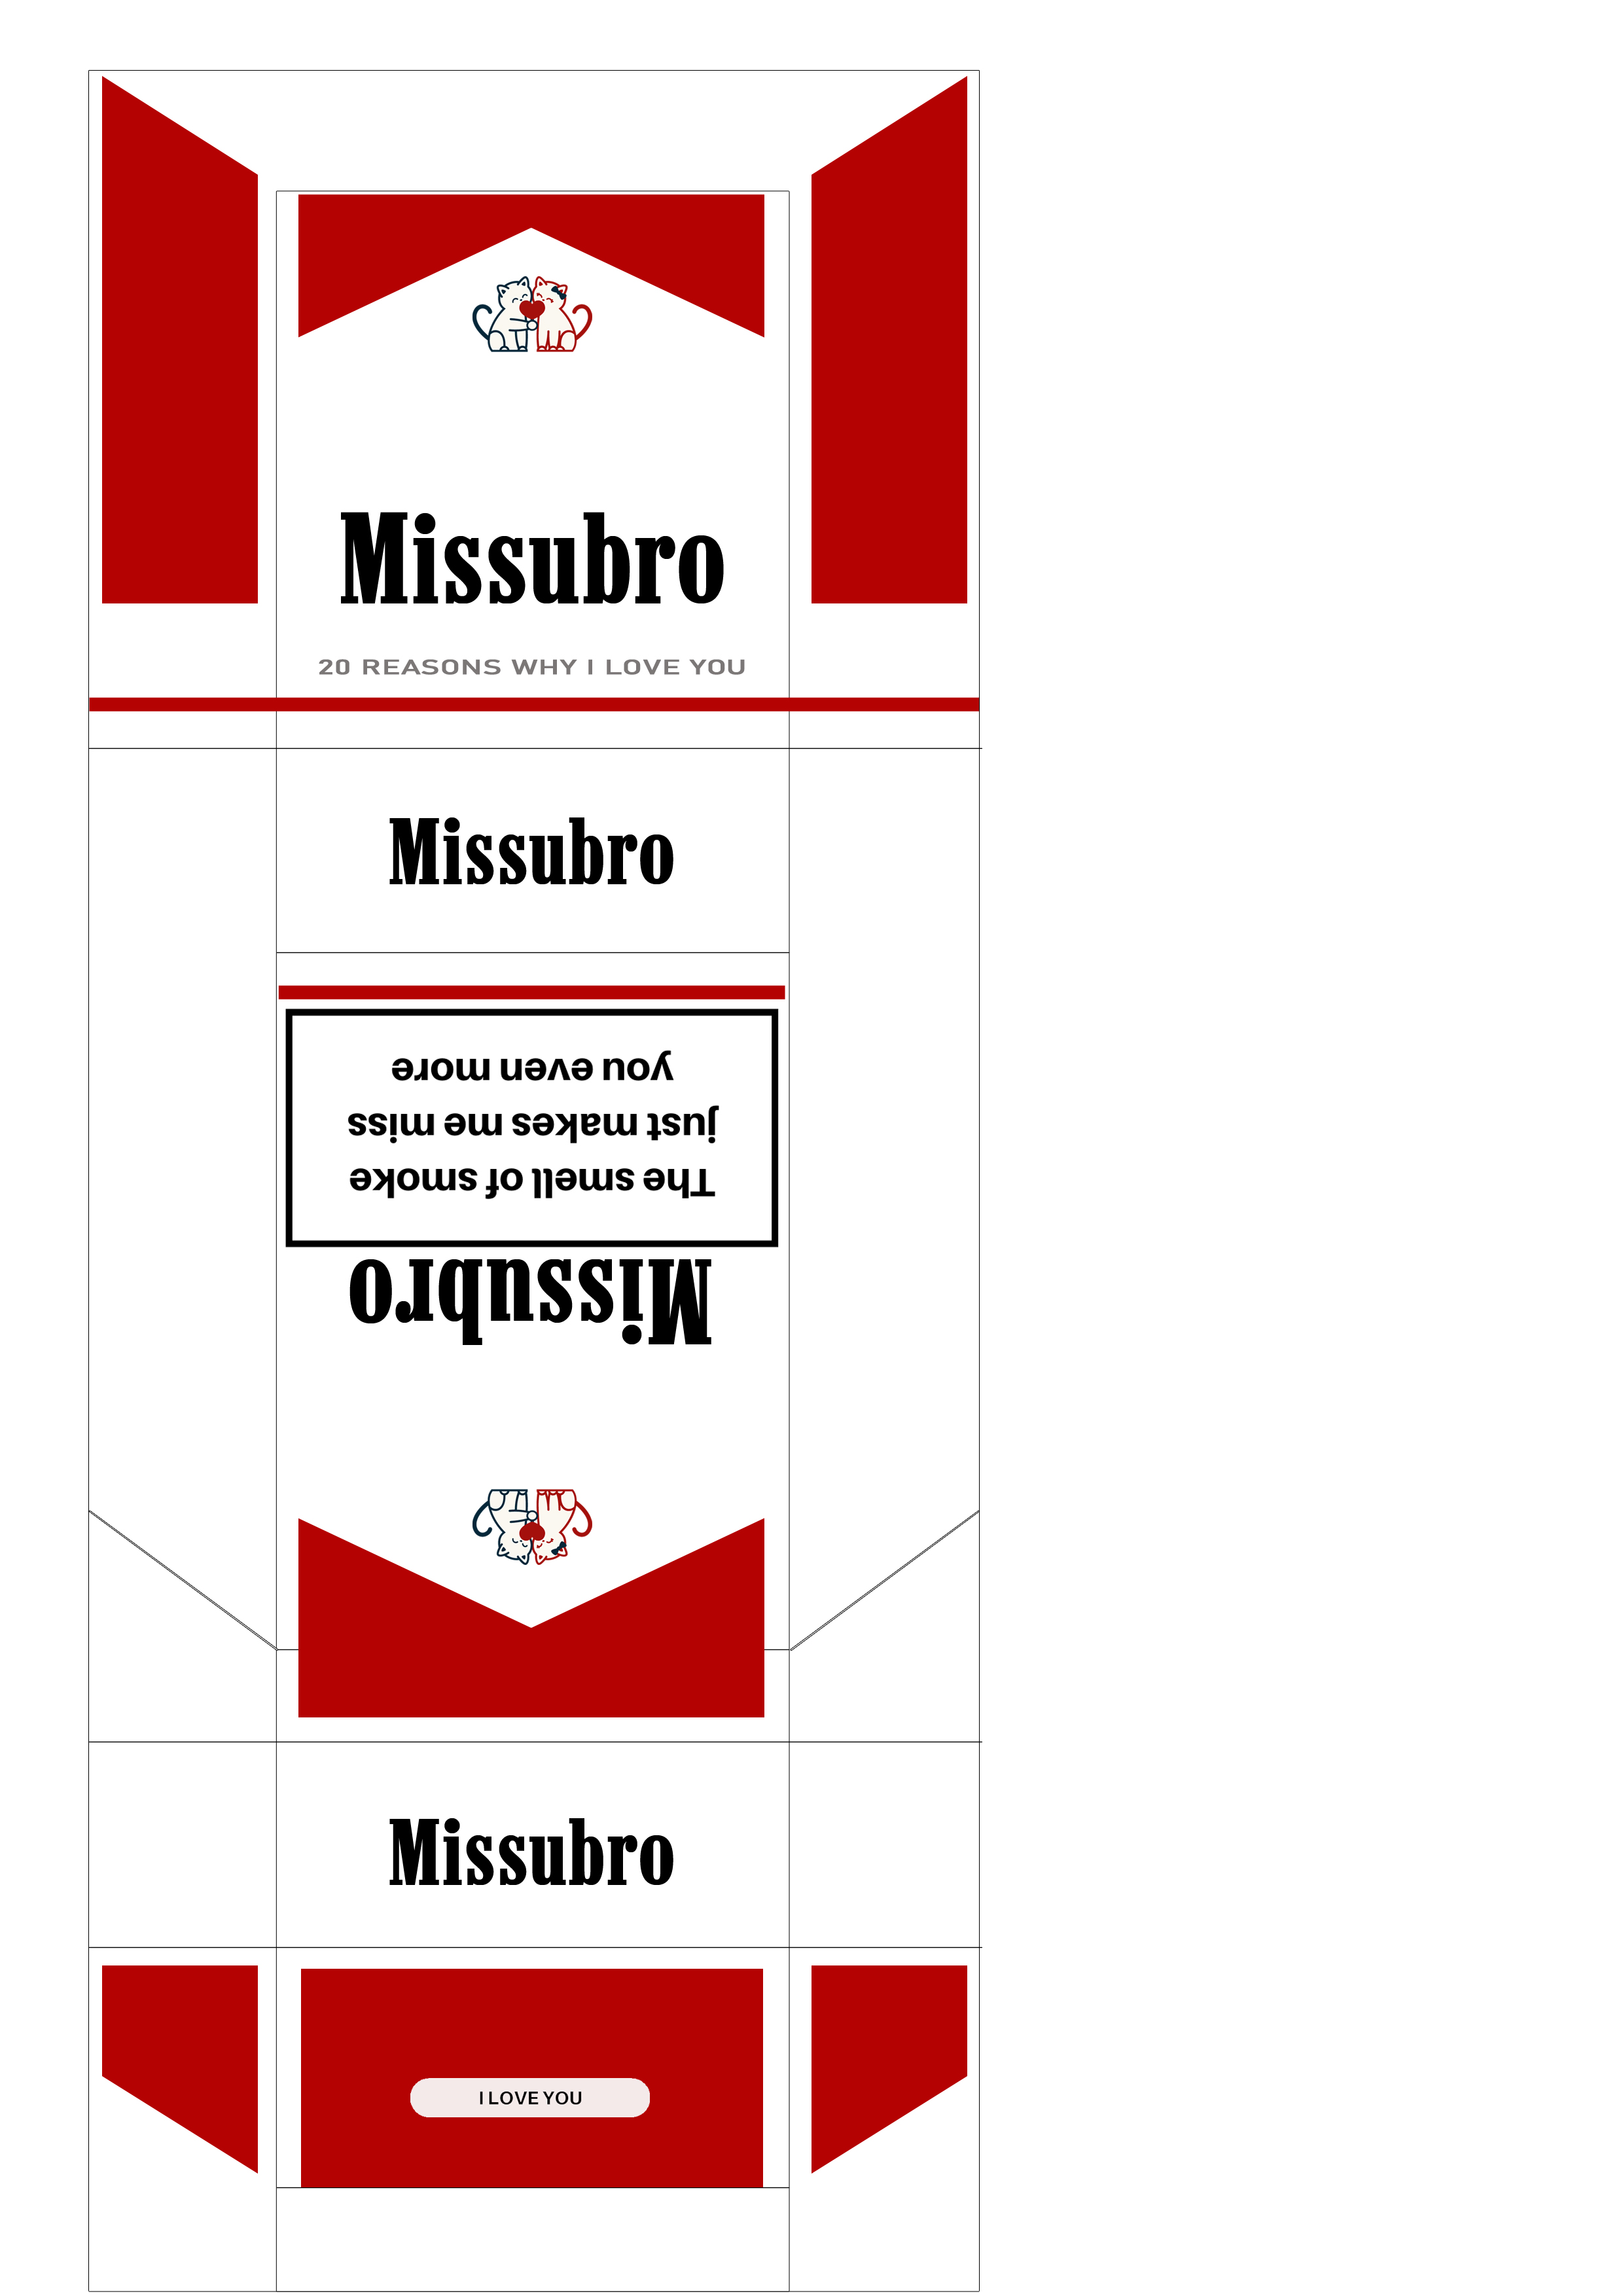 Missubro
20 REASONS WHY I LOVE YOU
Missubro
The smell of smoke
just makes me miss
you even more
Missubro
Missubro
I LOVE YOU